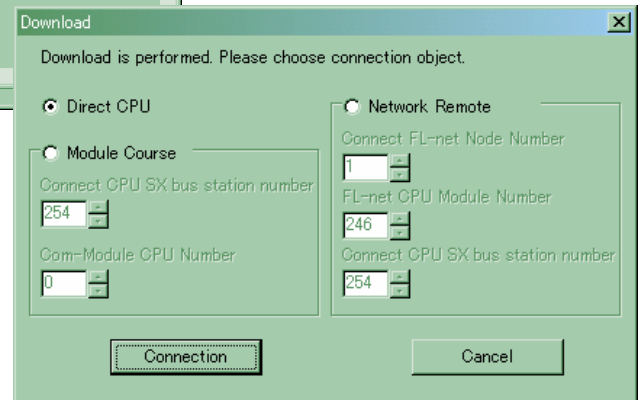 Download
Download is performed. Please choose connection object.
Direct CPU
Module Course
Connect CPU SX bus station number
254
Com-Module CPU Number
0
Network Remote
Connect FL-net Node Number
1
FL-net CPU Module Number
246
Connect CPU SX bus station number
254
Connection
Cancel